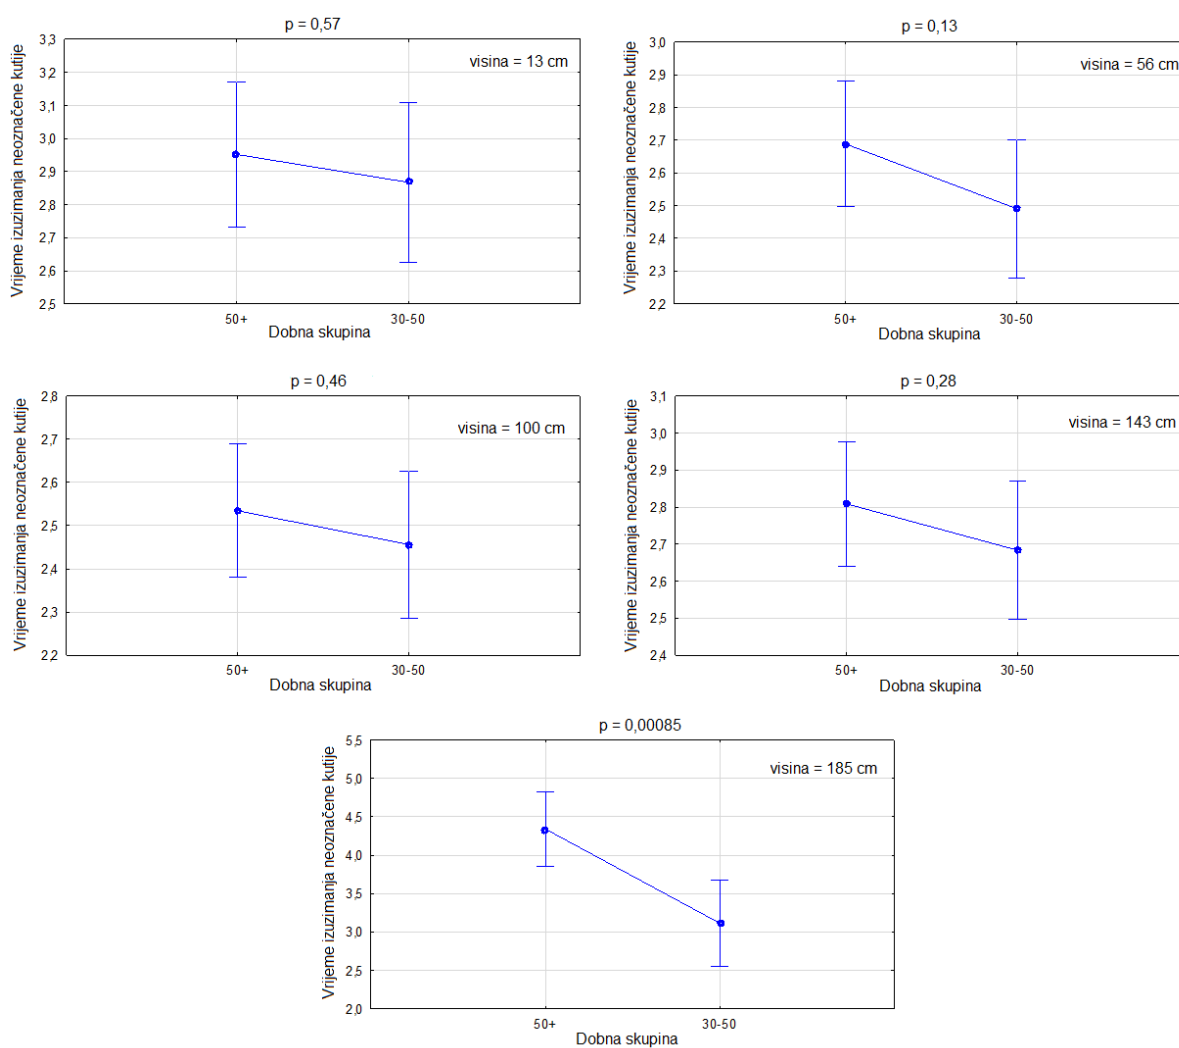 p = 0,57
visina = 13 cm
Vrijeme izuzimanja neoznačene kutije
3,3
3,2
3,1
3,0
2,9
2,8
2,7
2,6
2,5
50+
30-50
Dobna skupina
p = 0,13
visina = 56 cm
Vrijeme izuzimanja neoznačene kutije
3,0
2,9
2,8
2,7
2,6
2,5
2,4
2,3
2,2
50+
30-50
Dobna skupina
p = 0,46
visina = 100 cm
Vrijeme izuzimanja neoznačene kutije
2,8
2,7
2,6
2,5
2,4
2,3
2,2
50+
30-50
Dobna skupina
p = 0,28
visina = 143 cm
Vrijeme izuzimanja neoznačene kutije
3,1
3,0
2,9
2,8
2,7
2,6
2,5
2,4
50+
30-50
Dobna skupina
p = 0,00085
visina = 185 cm
Vrijeme izuzimanja neoznačene kutije
5,5
5,0
4,5
4,0
3,5
3,0
2,5
2,0
50+
30-50
Dobna skupina